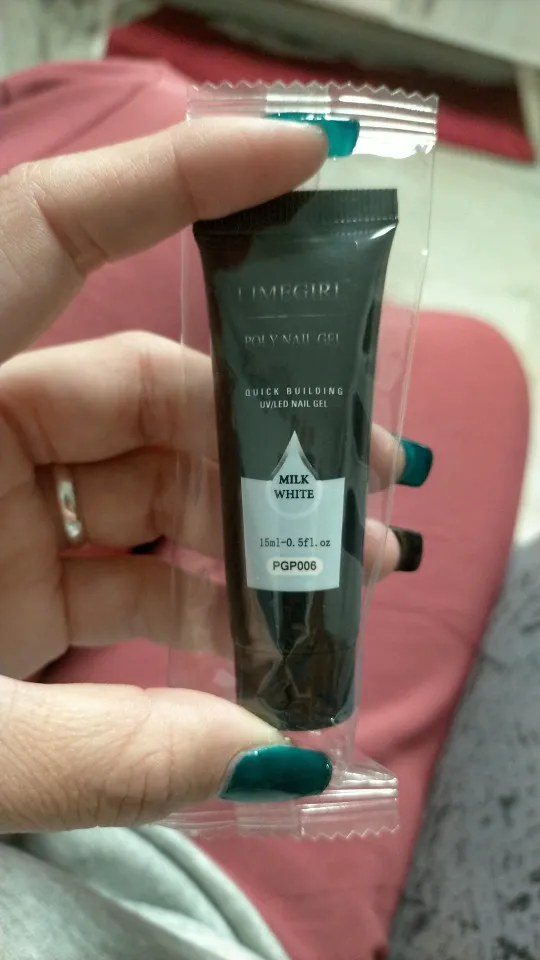 LIMEGIRL
POLY NAIL GEL
QUICK BUILDING
UV/LED NAIL GEL
MILK
WHITE
15ml-0.5fl.oz
PGP006